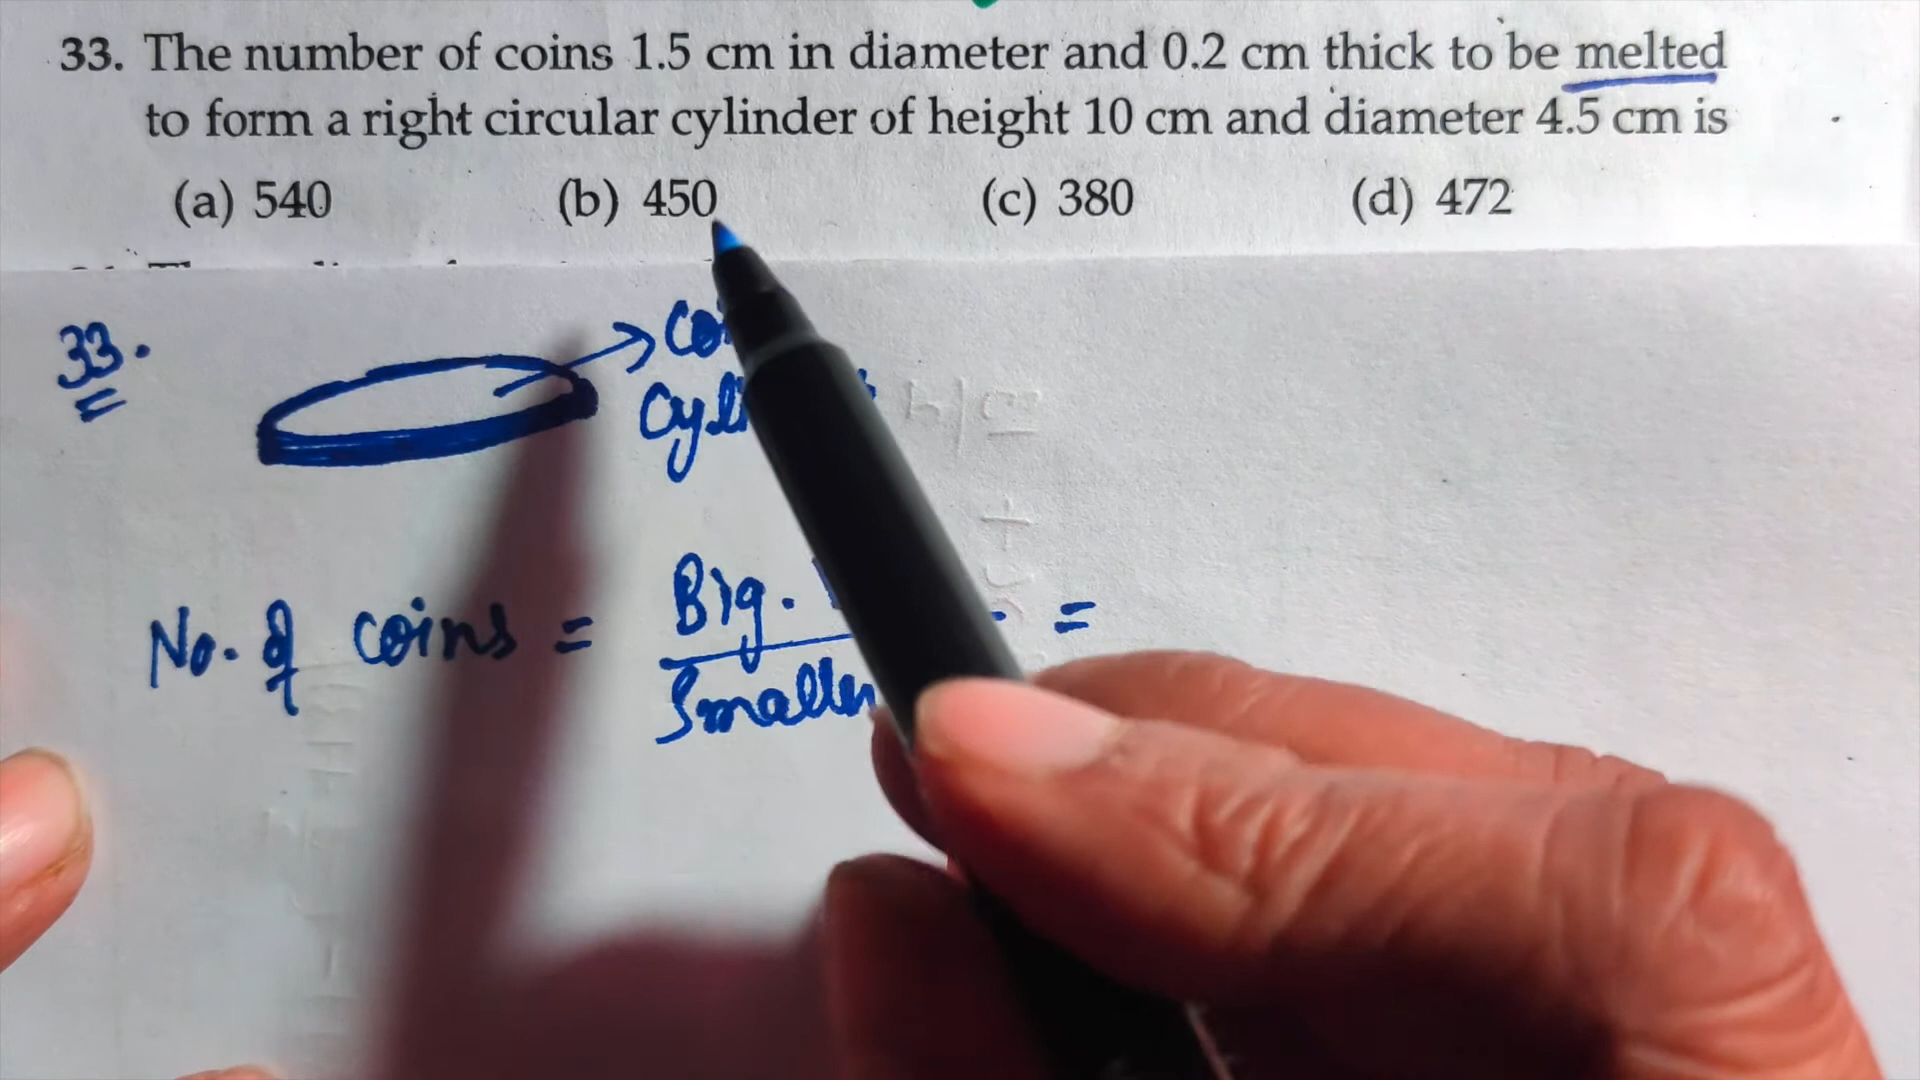 33. The number of coins 1.5 cm in diameter and 0.2 cm thick to be melted
to form a right circular cylinder of height 10 cm and diameter 4.5 cm is
(a) 540 (b) 450 (c) 380 (d) 472
33.
No. of coins = Big. =
Smaller